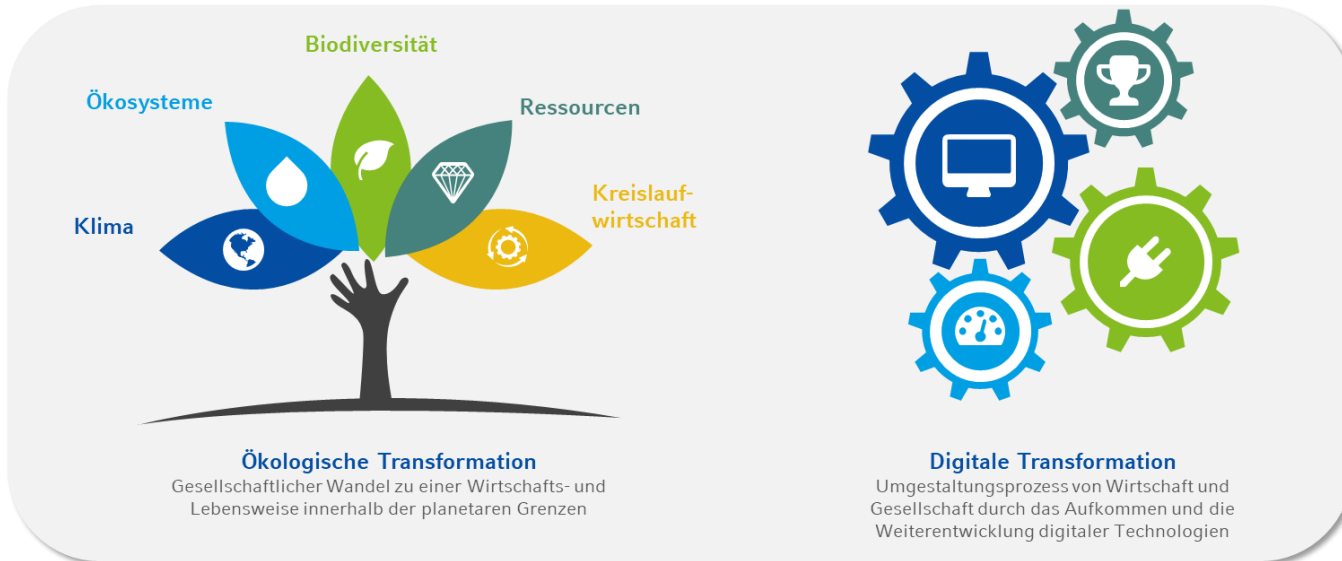 Biodiversität
Ökosysteme
Ressourcen
Klima
Kreislauf-
wirtschaft
Ökologische Transformation
Gesellschaftlicher Wandel zu einer Wirtschafts- und
Lebensweise innerhalb der planetaren Grenzen
Digitale Transformation
Umgestaltungsprozess von Wirtschaft und
Gesellschaft durch das Aufkommen und die
Weiterentwicklung digitaler Technologien